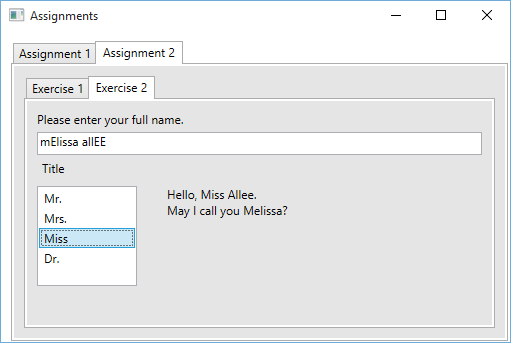 Assignments
Assignment 1 Assignment 2
Exercise 1 Exercise 2
Please enter your full name.
mElissa allEE
Title
Mr.
Mrs.
Miss
Dr.
Hello, Miss Allee.
May I call you Melissa?